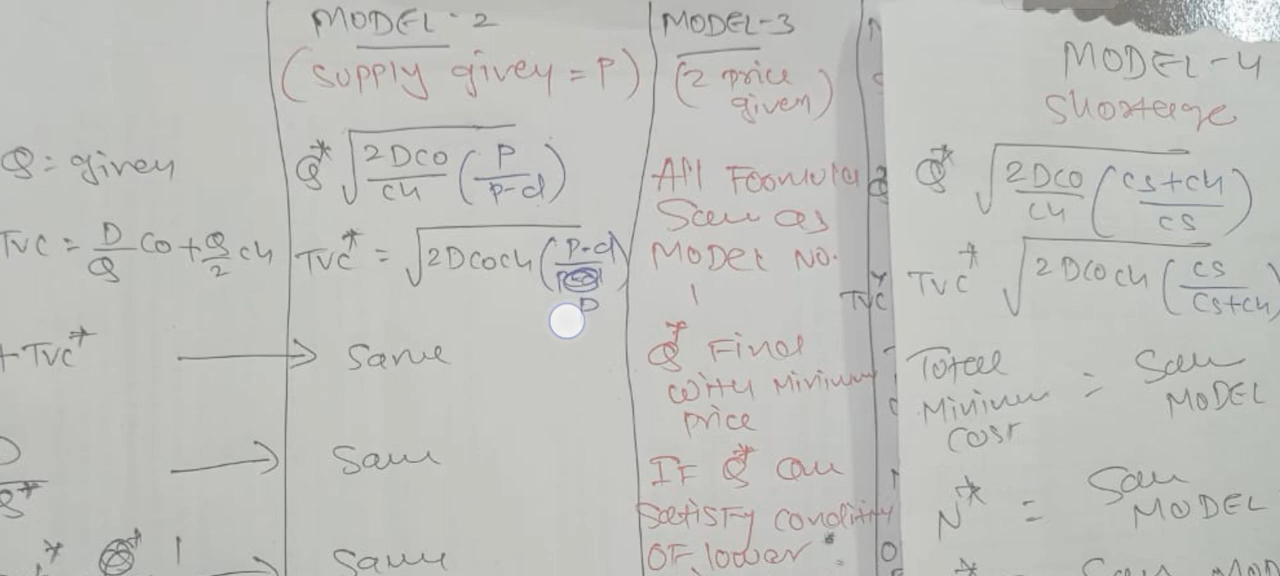 Q = given
TVC = D/Q Co + Q/2 CH
+ TVC*
D
Q*
MODEL-2
(Supply givey = P)
Q* √2DCO/CH (P/P-d)
TVC* = √2DCOCH (P-d/P)
Same
Same
Same
MODEL-3
(2 price
given)
All Foomula
Same as
MODEL NO.
1
Q* Find
with Minimum
price
IF Q* Can
Satisfy condition
OF lower
TVC
MODEL-4
Shortage
Q* √2DCO/CH (CS+CH/CS)
TVC* √2DCOCH (CS/CS+CH)
Total
Minimum
COST
= Same
MODEL
N* = Same
MODEL